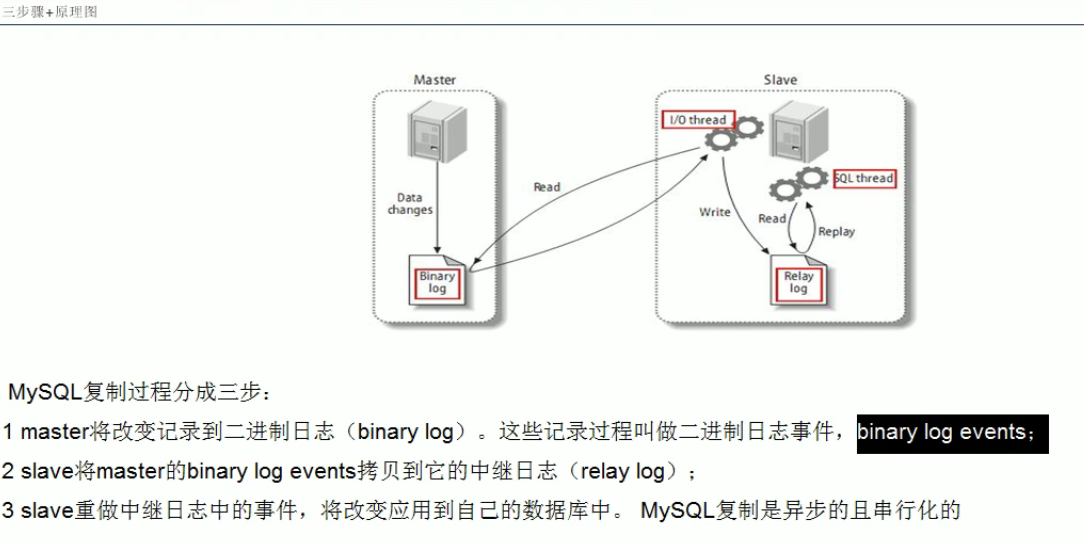 三步骤+原理图
Master
Slave
I/O thread
SQL thread
Data
changes
Read
Write
Read
Replay
Binary
log
Relay
log
MySQL复制过程分成三步：
1 master将改变记录到二进制日志（binary log）。这些记录过程叫做二进制日志事件，binary log events；
2 slave将master的binary log events拷贝到它的中继日志（relay log）；
3 slave重做中继日志中的事件，将改变应用到自己的数据库中。 MySQL复制是异步的且串行化的